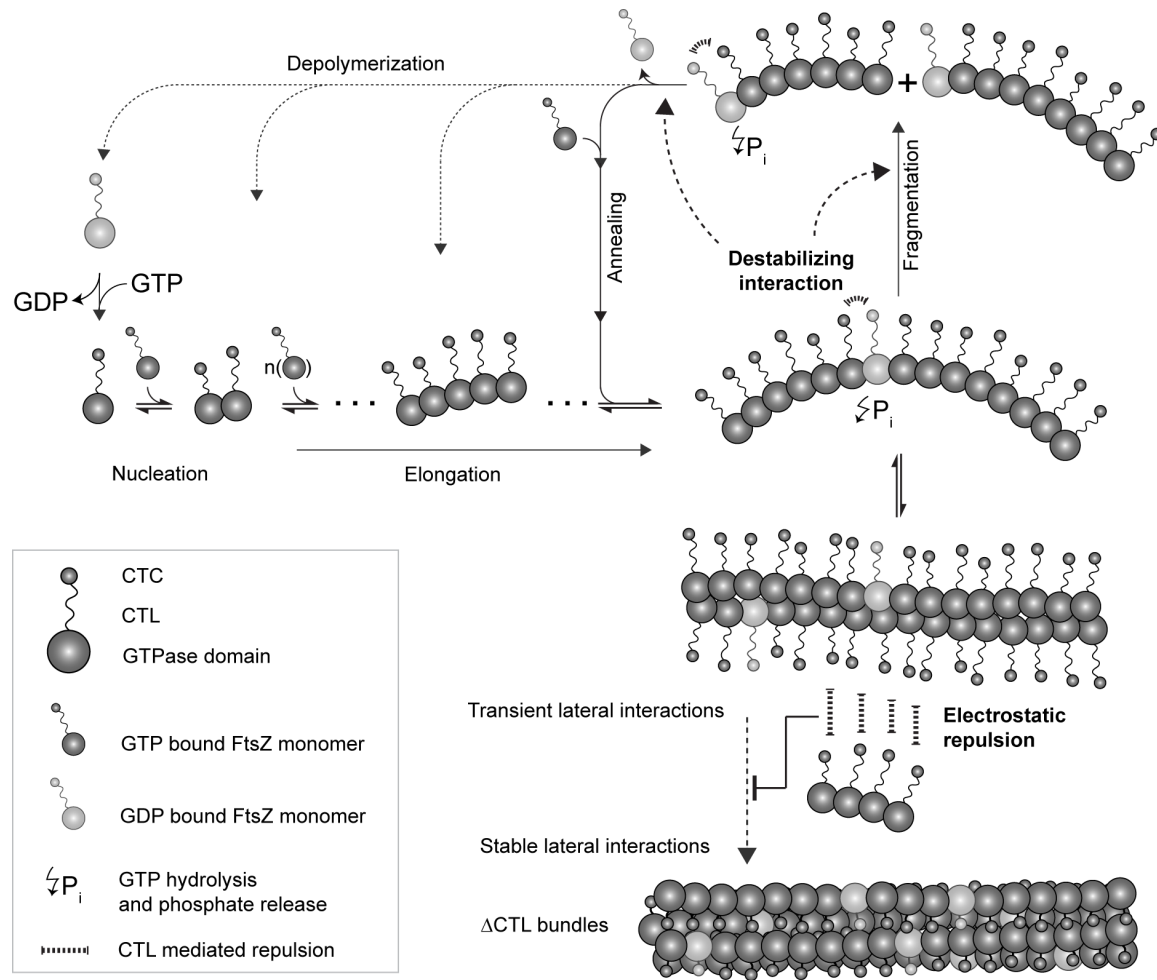 Depolymerization
+
P i
Fragmentation
Annealing
Destabilizing
interaction
GDP
GTP
n( )
. . .
. . .
P i
Nucleation
Elongation
CTC
CTL
GTPase domain
GTP bound FtsZ monomer
GDP bound FtsZ monomer
P i
GTP hydrolysis
and phosphate release
CTL mediated repulsion
Transient lateral interactions
Electrostatic
repulsion
Stable lateral interactions
ΔCTL bundles